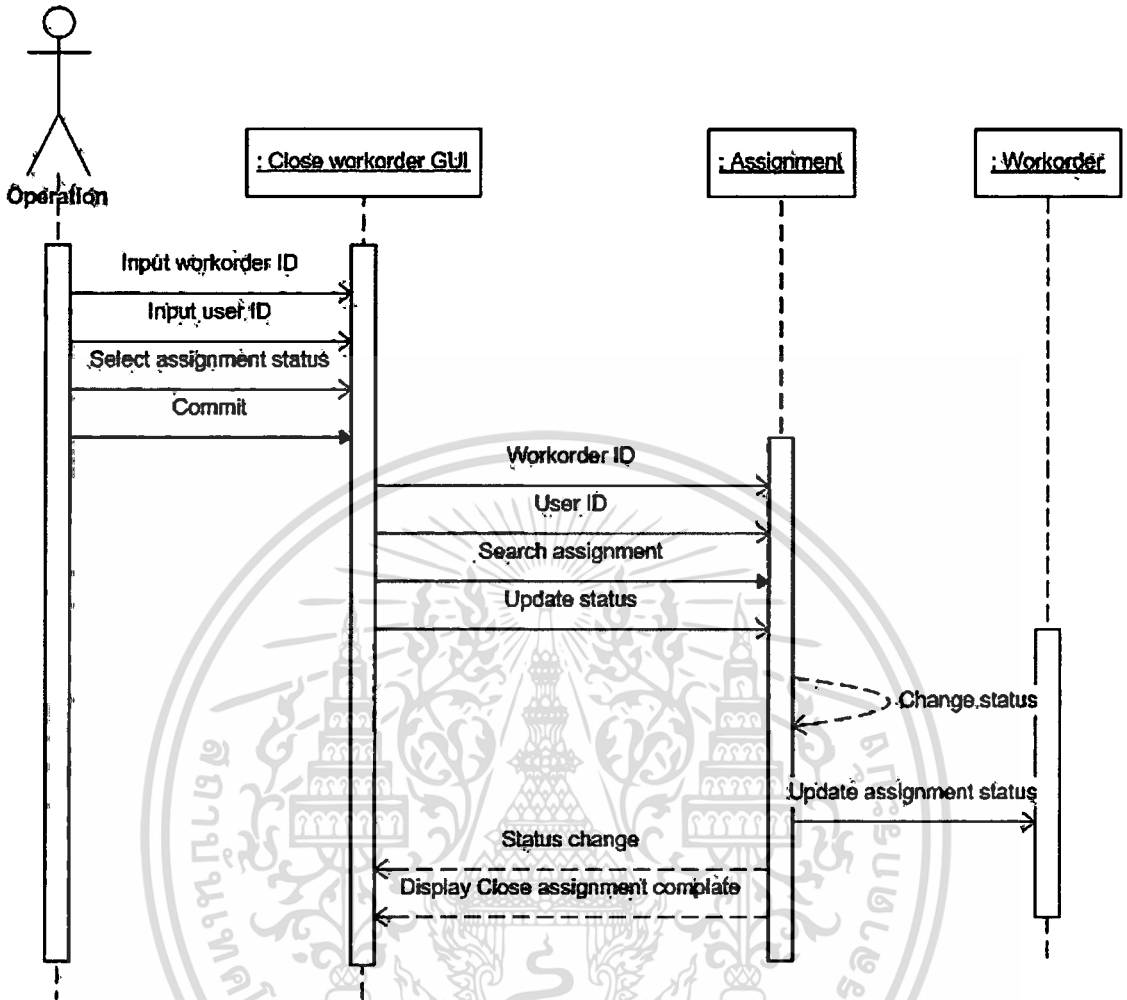 : Close workorder GUI
: Assignment
: Workorder
Operation
Input workorder ID
Input user ID
Select assignment status
Commit
Workorder ID
User ID
Search assignment
Update status
Change status
Update assignment status
Status change
Display Close assignment complate